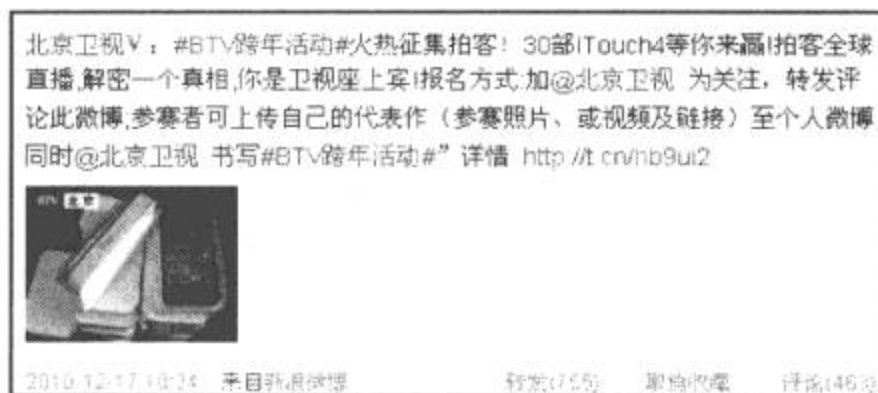 北京卫视V：#BTV跨年活动#火热征集拍客！30部iTouch4等你来赢!拍客全球
直播,解密一个真相,你是卫视座上宾!报名方式:加@北京卫视 为关注，转发评
论此微博,参赛者可上传自己的代表作（参赛照片、或视频及链接）至个人微博,
同时@北京卫视 书写#BTV跨年活动#”详情 http://t.cn/hb9ui2
BTV 北京
2010-12-17 10:24 来自新浪微博 转发(755) 取消收藏 评论(463)